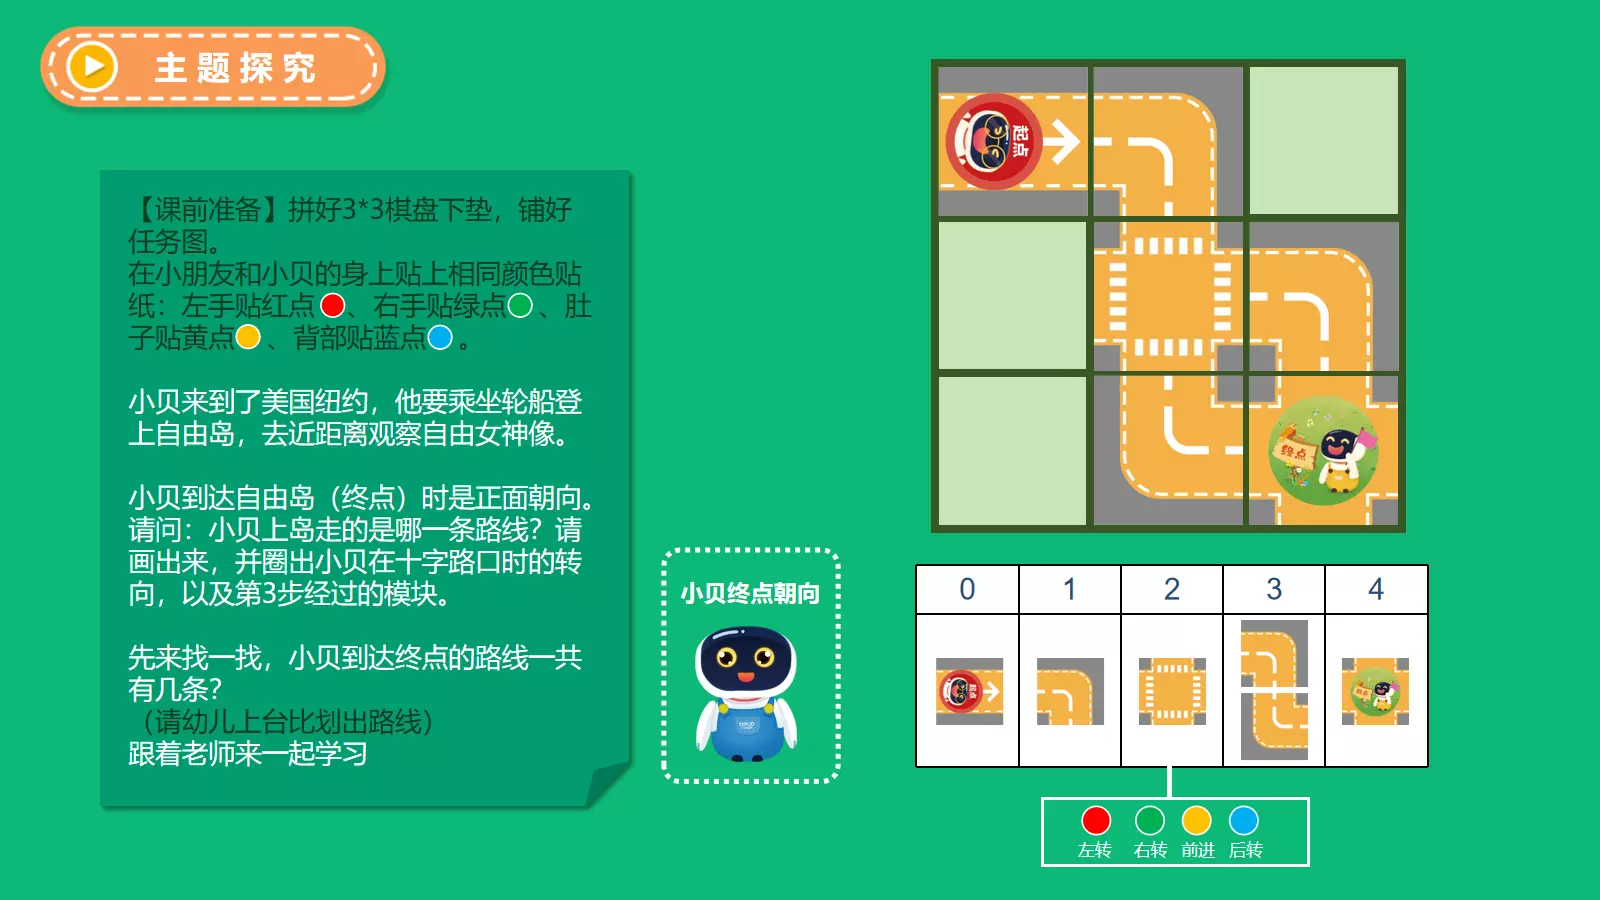 主题探究
【课前准备】拼好3*3棋盘下垫，铺好
任务图。
在小朋友和小贝的身上贴上相同颜色贴
纸：左手贴红点、右手贴绿点、肚
子贴黄点、背部贴蓝点。
小贝来到了美国纽约，他要乘坐轮船登
上自由岛，去近距离观察自由女神像。
小贝到达自由岛（终点）时是正面朝向。
请问：小贝上岛走的是哪一条路线？请
画出来，并圈出小贝在十字路口时的转
向，以及第3步经过的模块。
先来找一找，小贝到达终点的路线一共
有几条？
（请幼儿上台比划出路线）
跟着老师来一起学习
小贝终点朝向
起点
终点
0 1 2 3 4
起点
终点
左转 右转 前进 后转